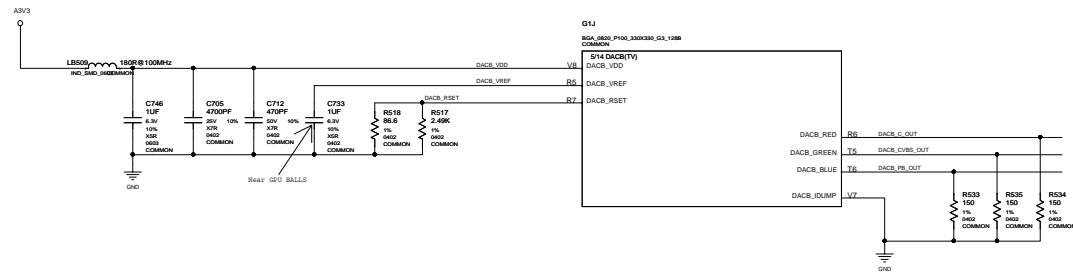 A3V3
G1J
BGA_0820_P100_330X330_G3_128B
COMMON
LB509 180R@100MHz
IND_SMD_0603 COMMON
5/14 DACB(TV)
DACB_VDD V8 DACB_VDD
DACB_VREF R5 DACB_VREF
DACB_RSET R7 DACB_RSET
C746
1UF
6.3V
10%
X5R
0603
COMMON
C705
4700PF
25V 10%
X7R
0402
COMMON
C712
470PF
50V 10%
X7R
0402
COMMON
C733
1UF
6.3V
10%
X5R
0402
COMMON
R518
86.6
1%
0402
COMMON
R517
2.49K
1%
0402
COMMON
GND
Near GPU BALLS
DACB_RED R6 DACB_C_OUT
DACB_GREEN T5 DACB_CVBS_OUT
DACB_BLUE T6 DACB_PB_OUT
DACB_IDUMP V7
R533
150
1%
0402
COMMON
R535
150
1%
0402
COMMON
R534
150
1%
0402
COMMON
GND